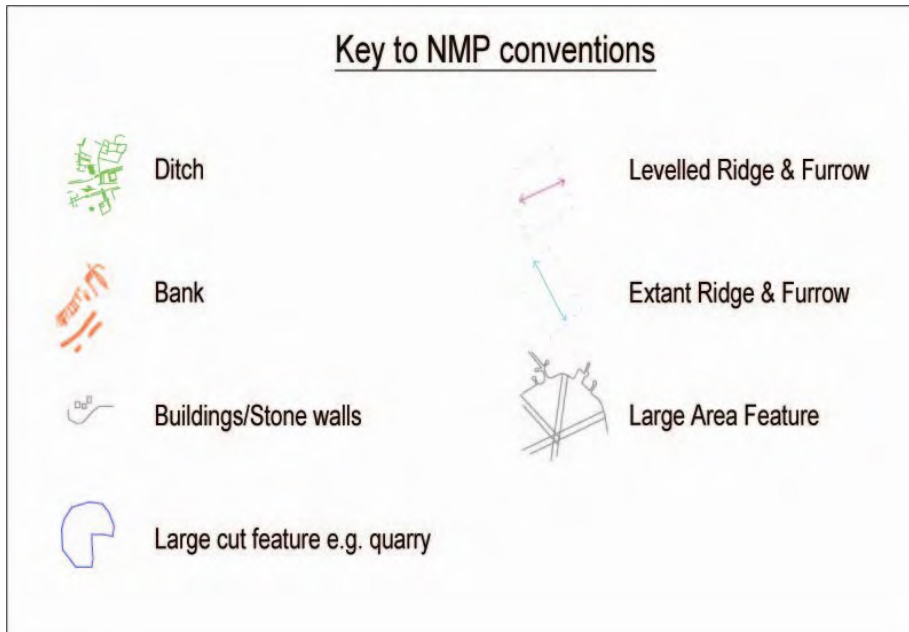 Key to NMP conventions
Ditch
Bank
Buildings/Stone walls
Large cut feature e.g. quarry
Levelled Ridge & Furrow
Extant Ridge & Furrow
Large Area Feature